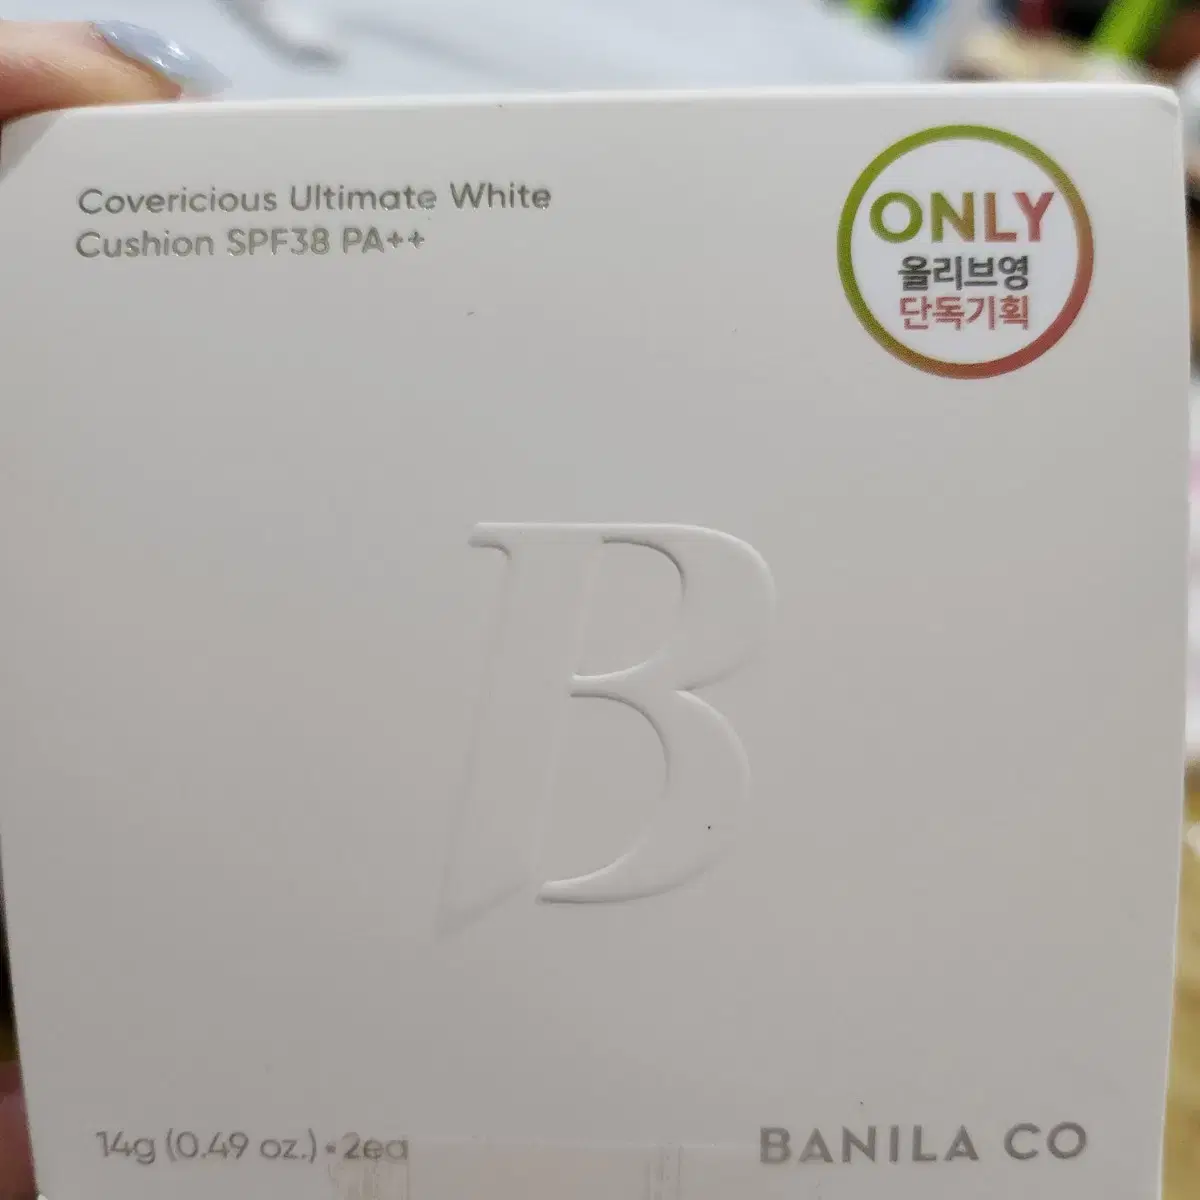 Covericious Ultimate White
Cushion SPF38 PA++
ONLY
올리브영
단독기획
B
14g (0.49 oz.) • 2ea
BANILA CO